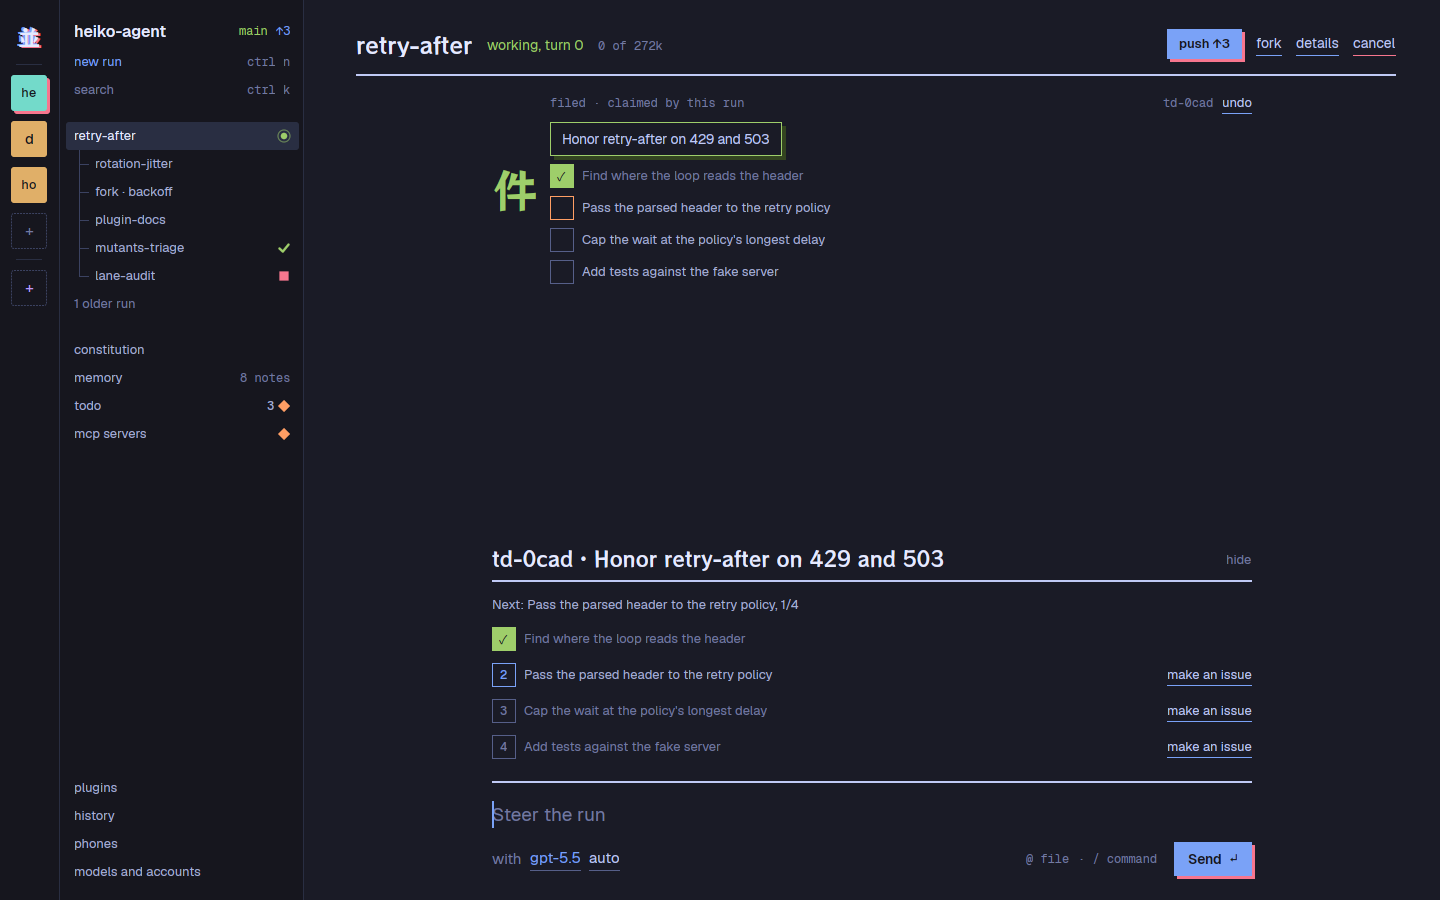 he
d
ho
+
+
heiko-agent main ↑3
new run ctrl n
search ctrl k
retry-after
rotation-jitter
fork · backoff
plugin-docs
mutants-triage
lane-audit
1 older run
constitution
memory 8 notes
todo 3
mcp servers
plugins
history
phones
models and accounts
retry-after working, turn 0 0 of 272k push ↑3 fork details cancel
filed · claimed by this run td-0cad undo
Honor retry-after on 429 and 503
件
✓ Find where the loop reads the header
Pass the parsed header to the retry policy
Cap the wait at the policy's longest delay
Add tests against the fake server
td-0cad · Honor retry-after on 429 and 503 hide
Next: Pass the parsed header to the retry policy, 1/4
✓ Find where the loop reads the header
2 Pass the parsed header to the retry policy make an issue
3 Cap the wait at the policy's longest delay make an issue
4 Add tests against the fake server make an issue
Steer the run
with gpt-5.5 auto @ file · / command Send ↲